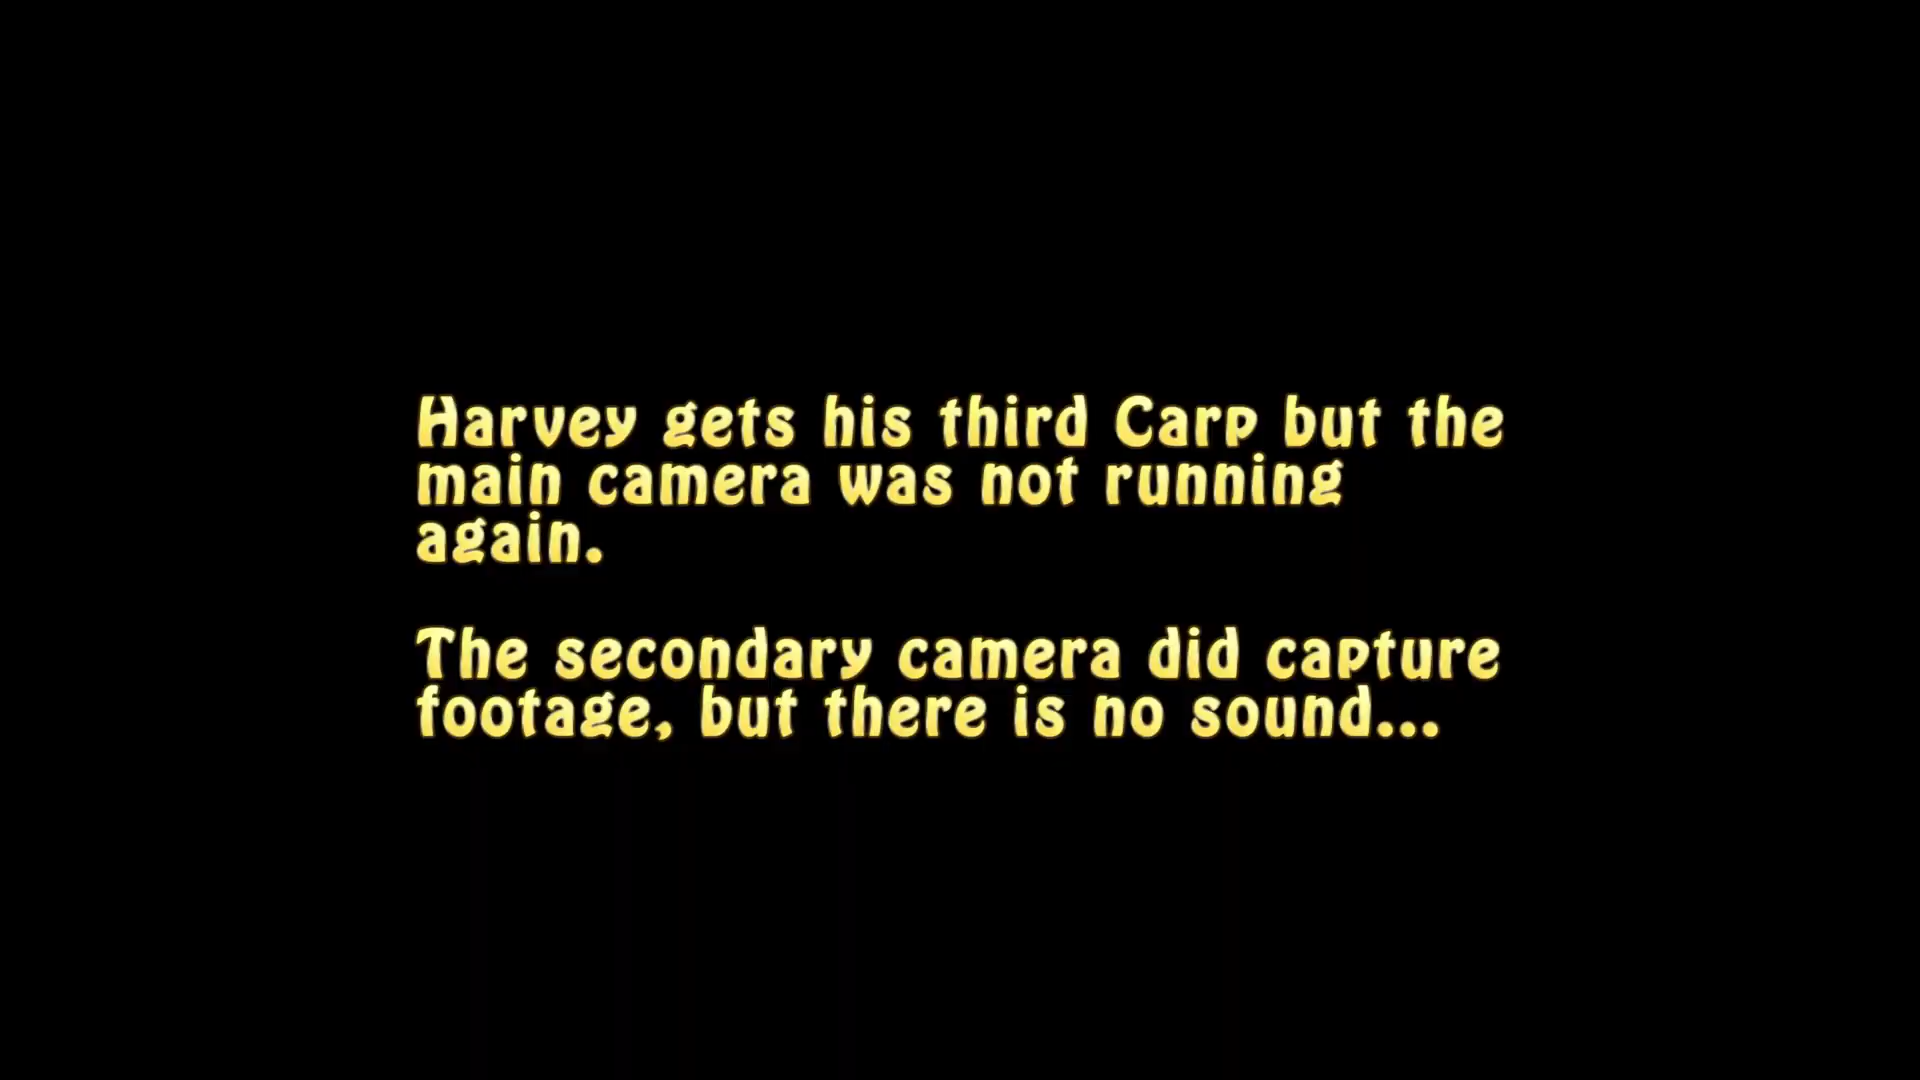 Harvey gets his third Carp but the
main camera was not running
again.
The secondary camera did capture
footage, but there is no sound...